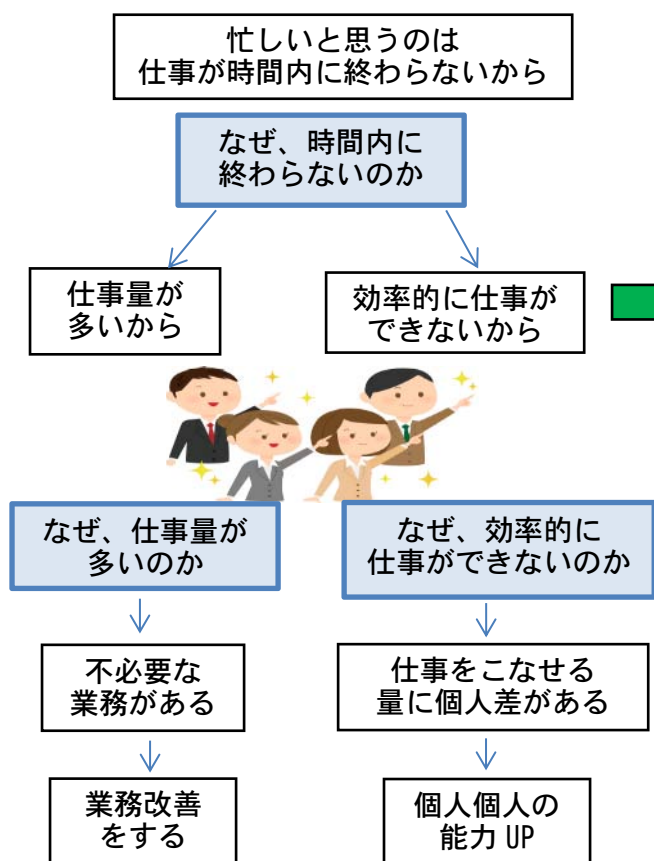 忙しいと思うのは
仕事が時間内に終わらないから
なぜ、時間内に
終わらないのか
仕事量が
多いから
効率的に仕事が
できないから
なぜ、仕事量が
多いのか
なぜ、効率的に
仕事ができないのか
不必要な
業務がある
仕事をこなせる
量に個人差がある
業務改善
をする
個人個人の
能力 UP